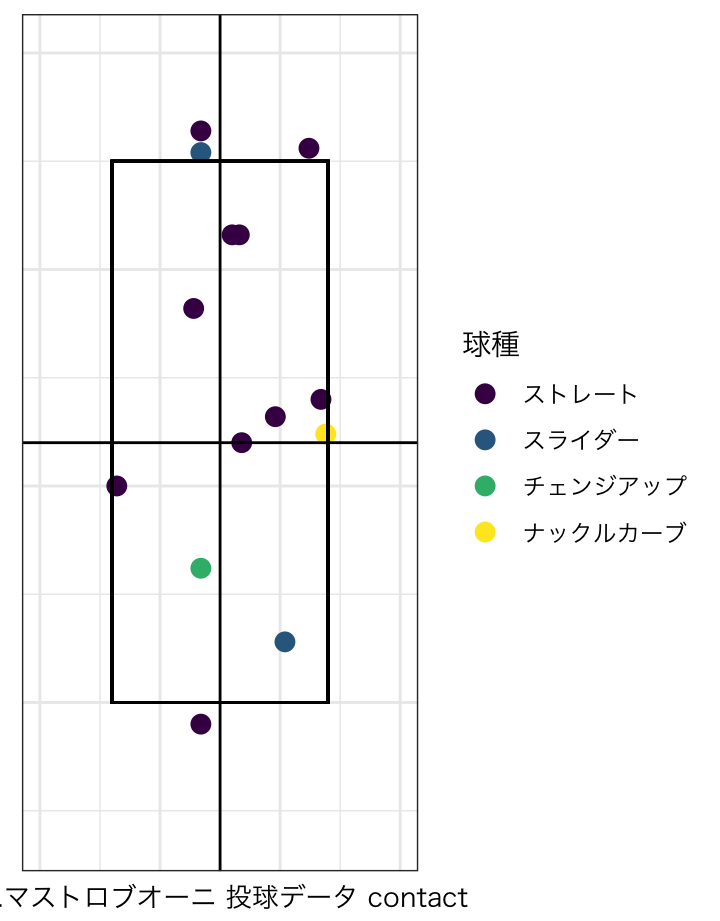 球種
ストレート
スライダー
チェンジアップ
ナックルカーブ
.マストロブオーニ 投球データ contact